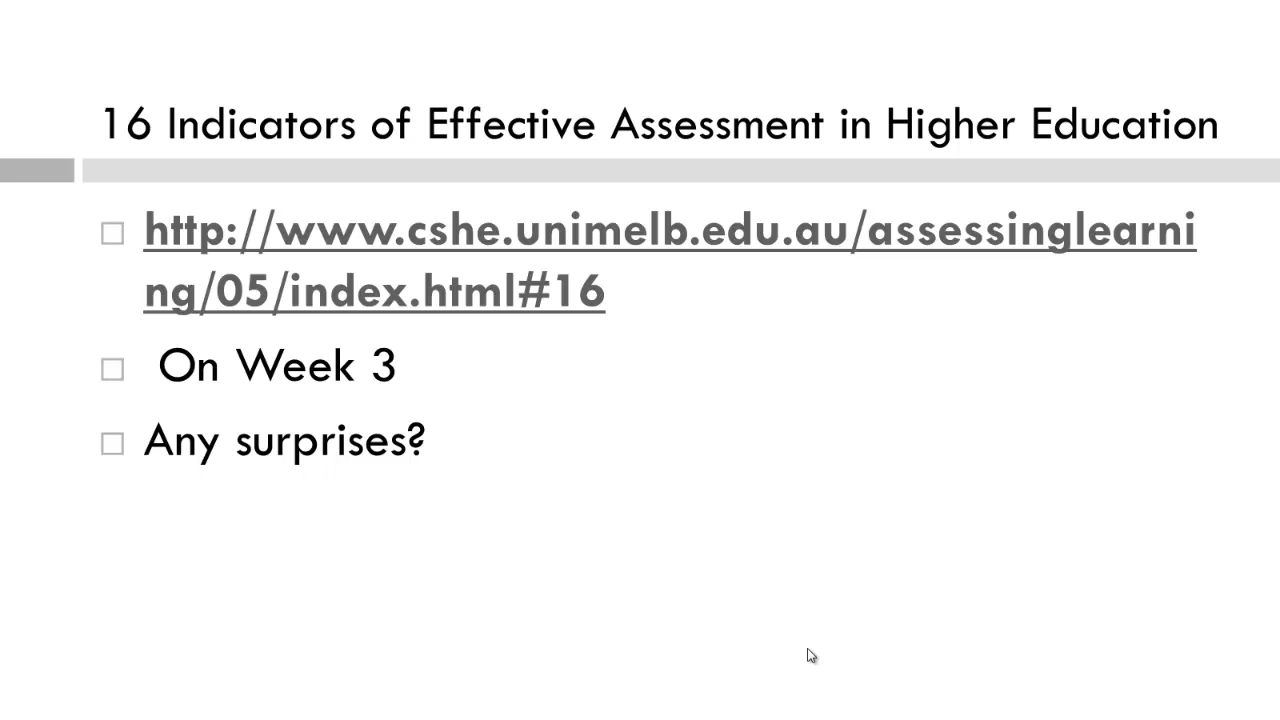 16 Indicators of Effective Assessment in Higher Education
http://www.cshe.unimelb.edu.au/assessinglearni
ng/05/index.html#16
On Week 3
Any surprises?